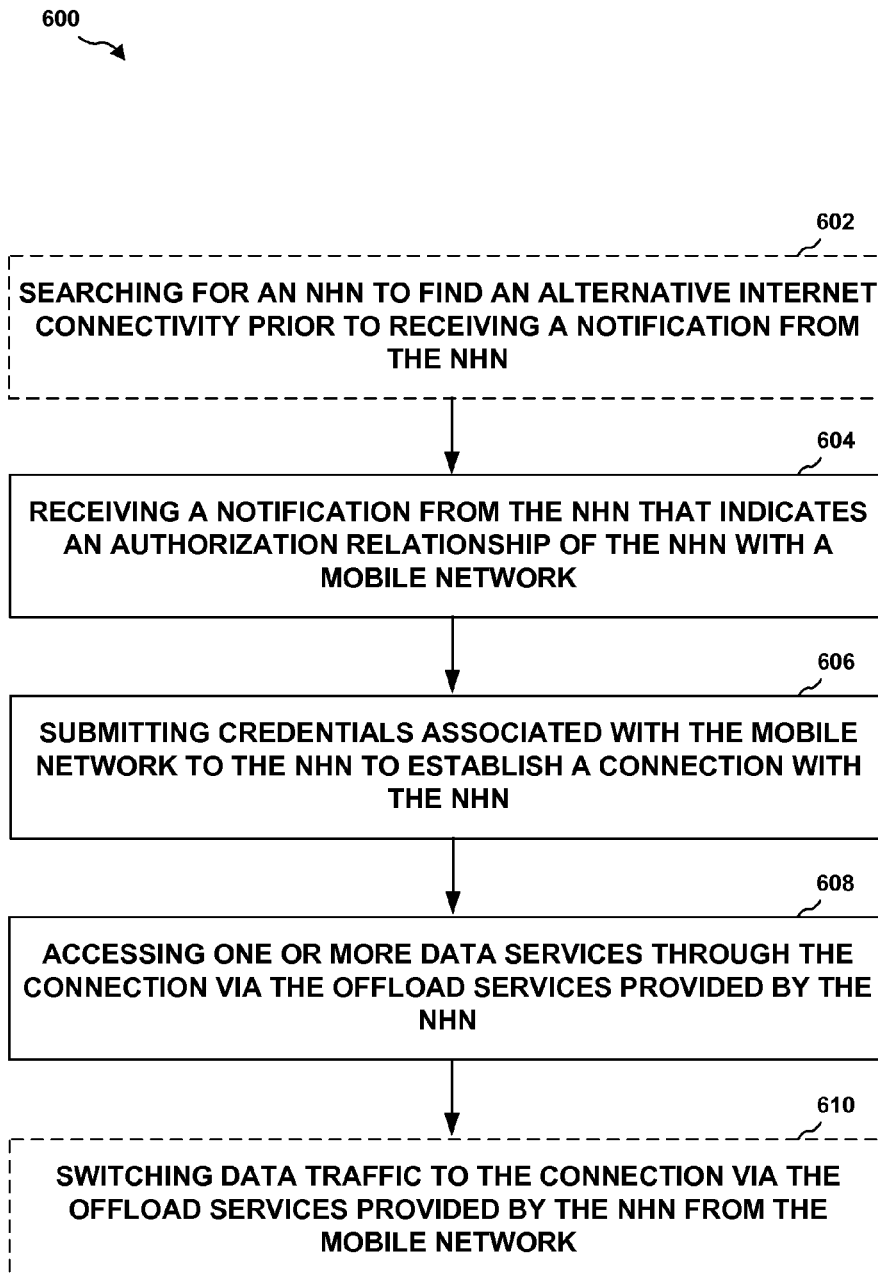 600
602
SEARCHING FOR AN NHN TO FIND AN ALTERNATIVE INTERNET
CONNECTIVITY PRIOR TO RECEIVING A NOTIFICATION FROM
THE NHN
604
RECEIVING A NOTIFICATION FROM THE NHN THAT INDICATES
AN AUTHORIZATION RELATIONSHIP OF THE NHN WITH A
MOBILE NETWORK
606
SUBMITTING CREDENTIALS ASSOCIATED WITH THE MOBILE
NETWORK TO THE NHN TO ESTABLISH A CONNECTION WITH
THE NHN
608
ACCESSING ONE OR MORE DATA SERVICES THROUGH THE
CONNECTION VIA THE OFFLOAD SERVICES PROVIDED BY THE
NHN
610
SWITCHING DATA TRAFFIC TO THE CONNECTION VIA THE
OFFLOAD SERVICES PROVIDED BY THE NHN FROM THE
MOBILE NETWORK